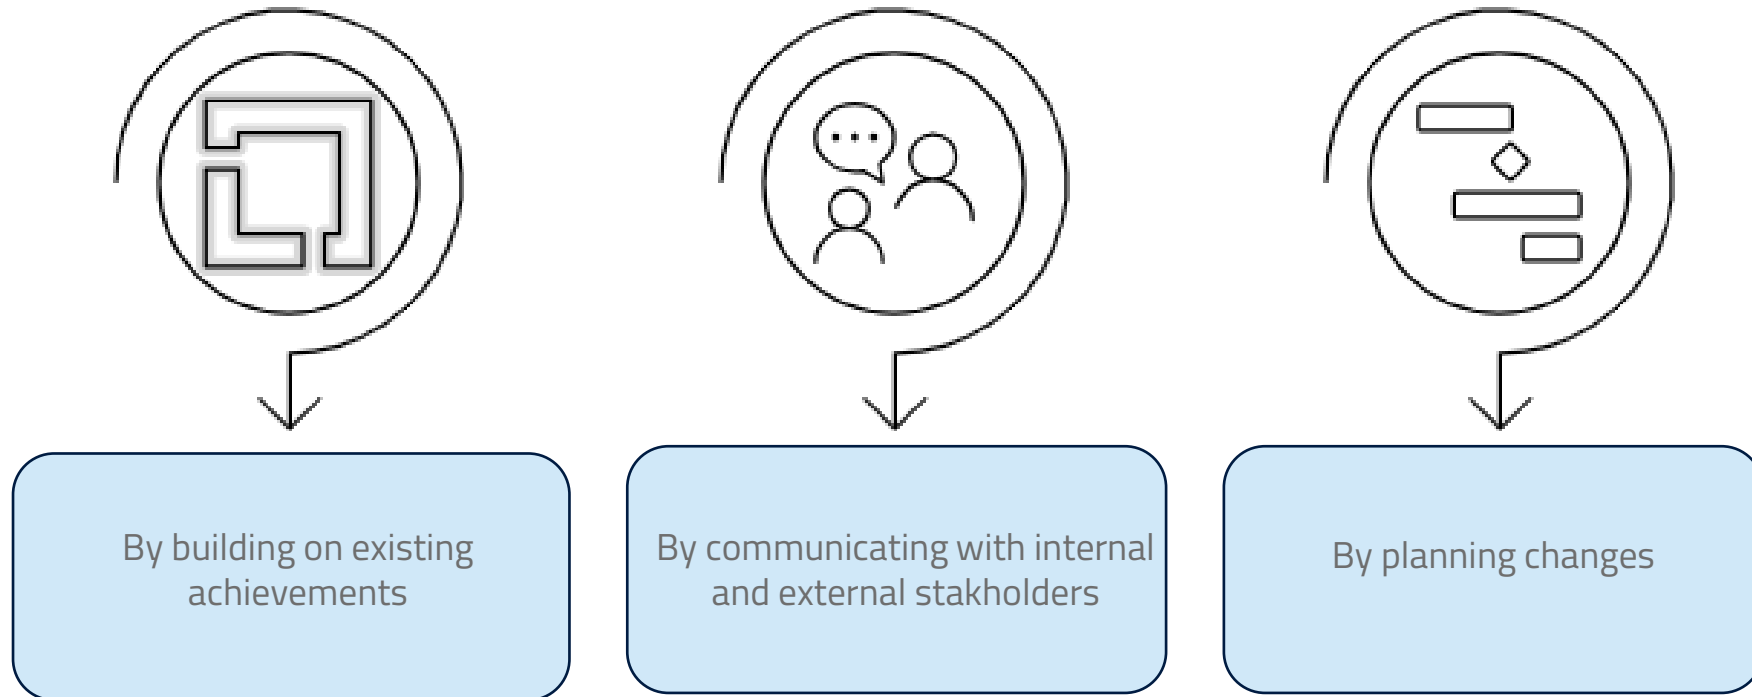 By building on existing
achievements
By communicating with internal
and external stakholders
By planning changes